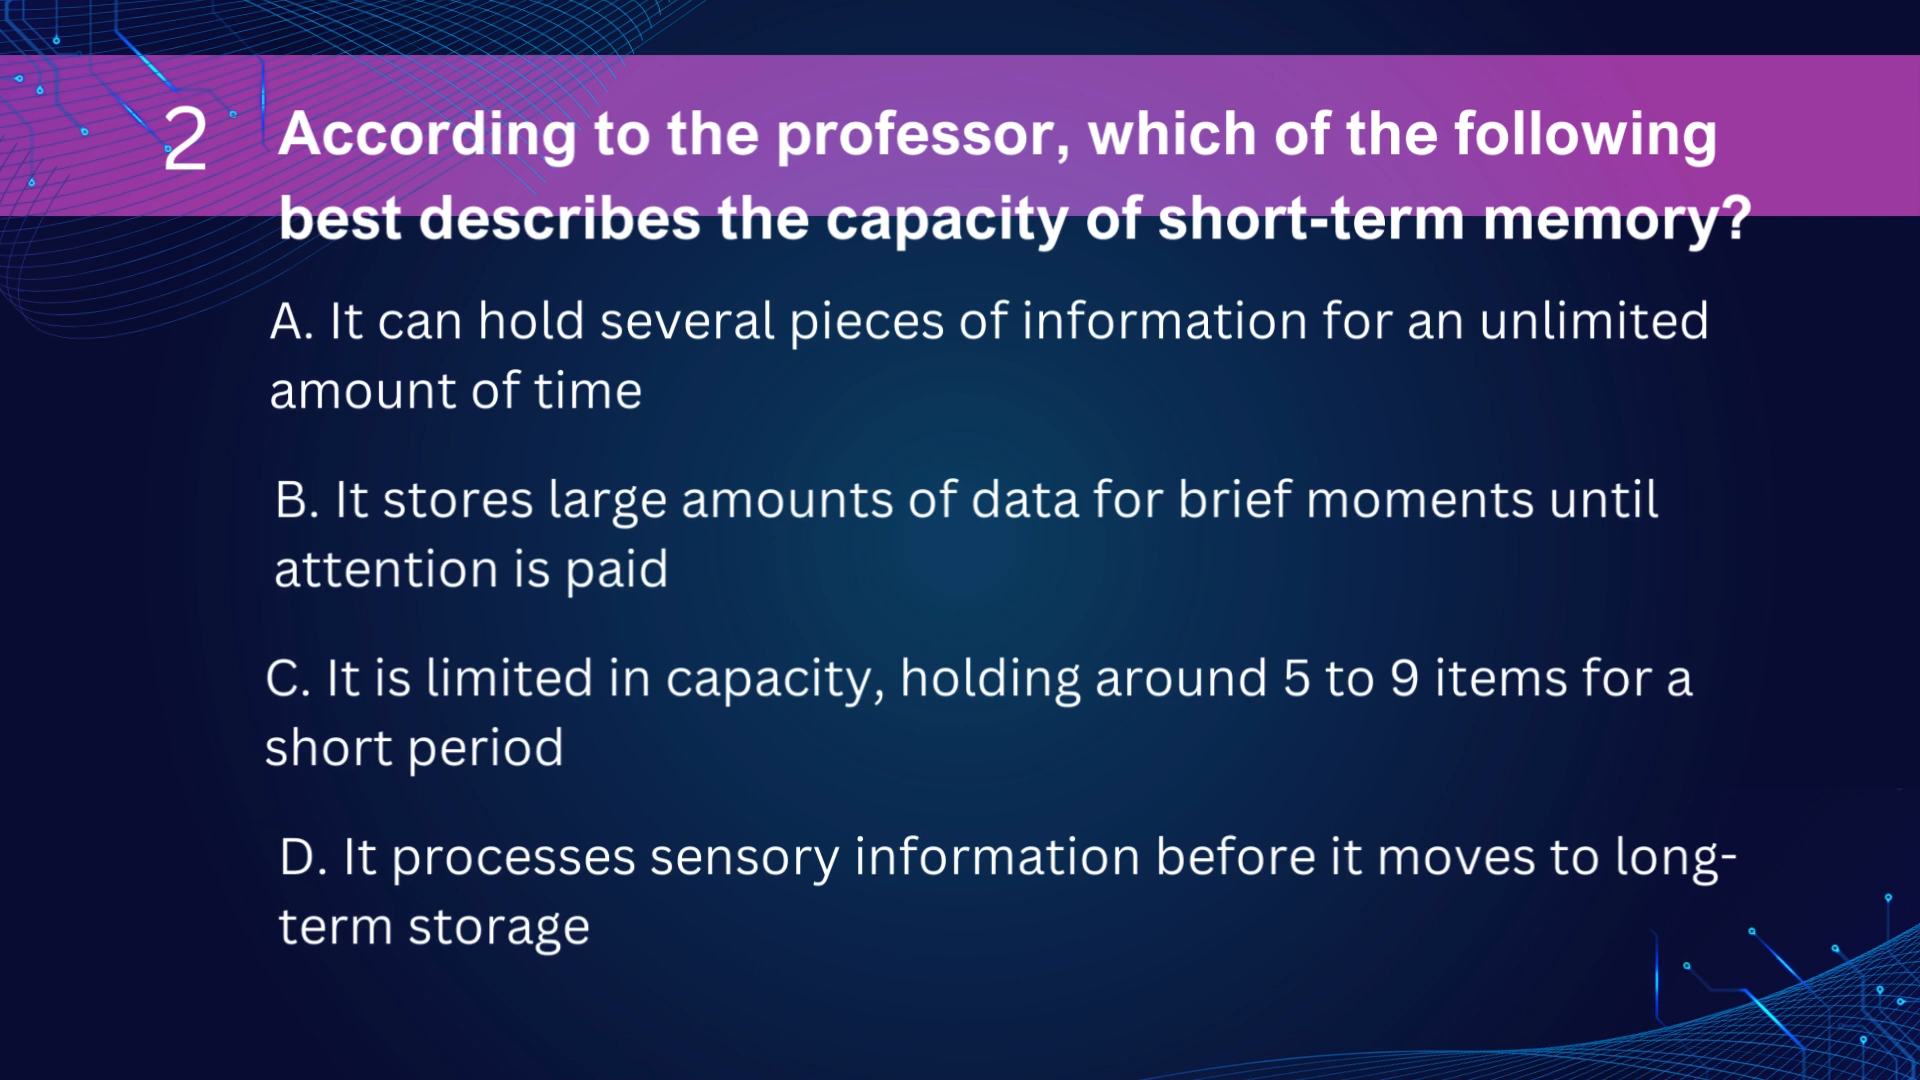 2
According to the professor, which of the following
best describes the capacity of short-term memory?
A. It can hold several pieces of information for an unlimited
amount of time
B. It stores large amounts of data for brief moments until
attention is paid
C. It is limited in capacity, holding around 5 to 9 items for a
short period
D. It processes sensory information before it moves to long-
term storage